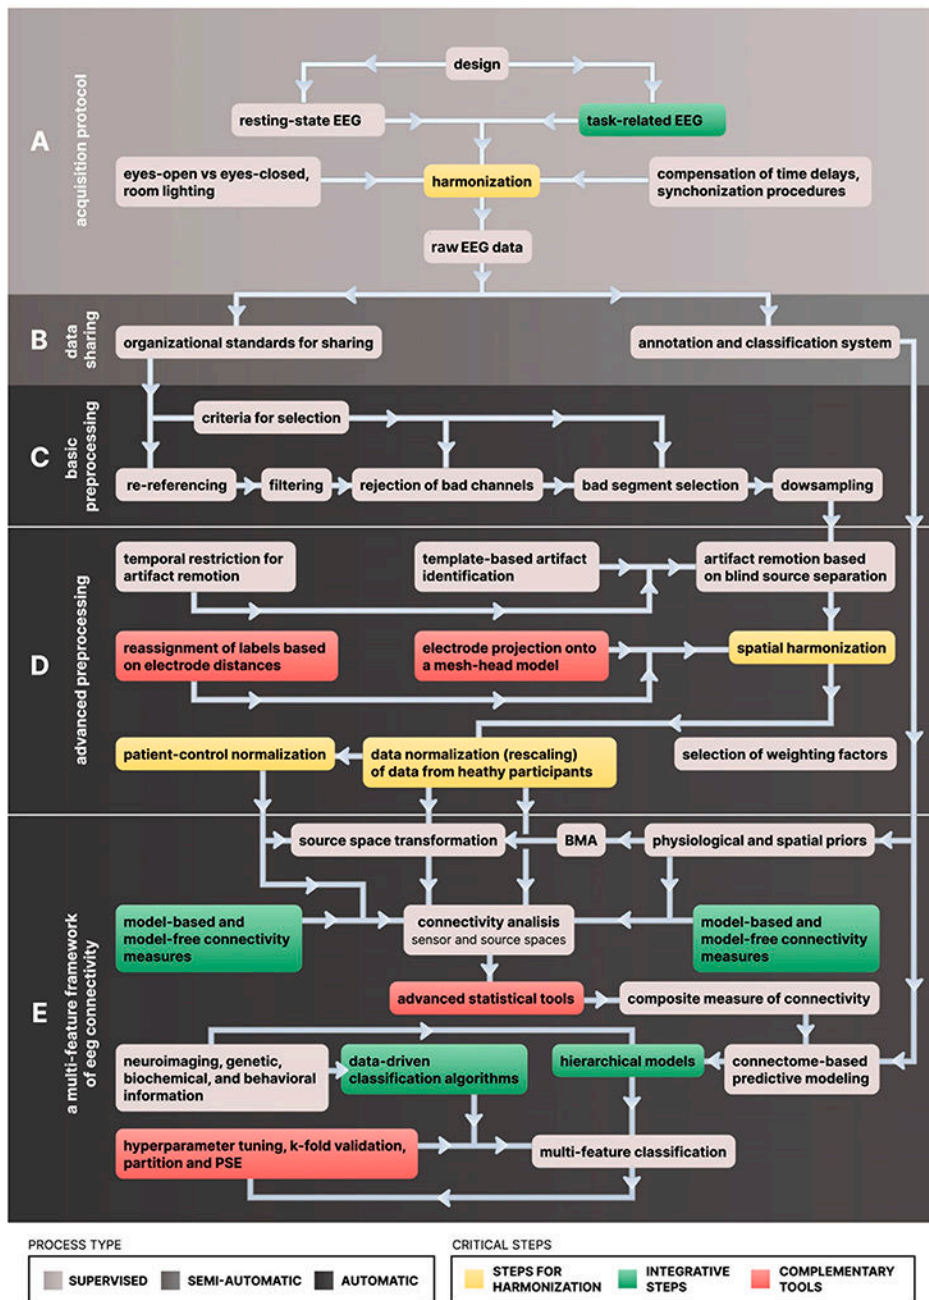 A
acquisition protocol
design
resting-state EEG
task-related EEG
eyes-open vs eyes-closed,
room lighting
harmonization
compensation of time delays,
synchonization procedures
raw EEG data
B
data
sharing
organizational standards for sharing
annotation and classification system
C
basic
preprocessing
criteria for selection
re-referencing
filtering
rejection of bad channels
bad segment selection
dowsampling
D
advanced preprocessing
temporal restriction for
artifact remotion
template-based artifact
identification
artifact remotion based
on blind source separation
reassignment of labels based
on electrode distances
electrode projection onto
a mesh-head model
spatial harmonization
patient-control normalization
data normalization (rescaling)
of data from heathy participants
selection of weighting factors
E
a multi-feature framework
of eeg connectivity
source space transformation
BMA
physiological and spatial priors
model-based and
model-free connectivity
measures
connectivity analisis
sensor and source spaces
model-based and
model-free connectivity
measures
advanced statistical tools
composite measure of connectivity
neuroimaging, genetic,
biochemical, and behavioral
information
data-driven
classification algorithms
hierarchical models
connectome-based
predictive modeling
hyperparameter tuning, k-fold validation,
partition and PSE
multi-feature classification
PROCESS TYPE
SUPERVISED
SEMI-AUTOMATIC
AUTOMATIC
CRITICAL STEPS
STEPS FOR
HARMONIZATION
INTEGRATIVE
STEPS
COMPLEMENTARY
TOOLS